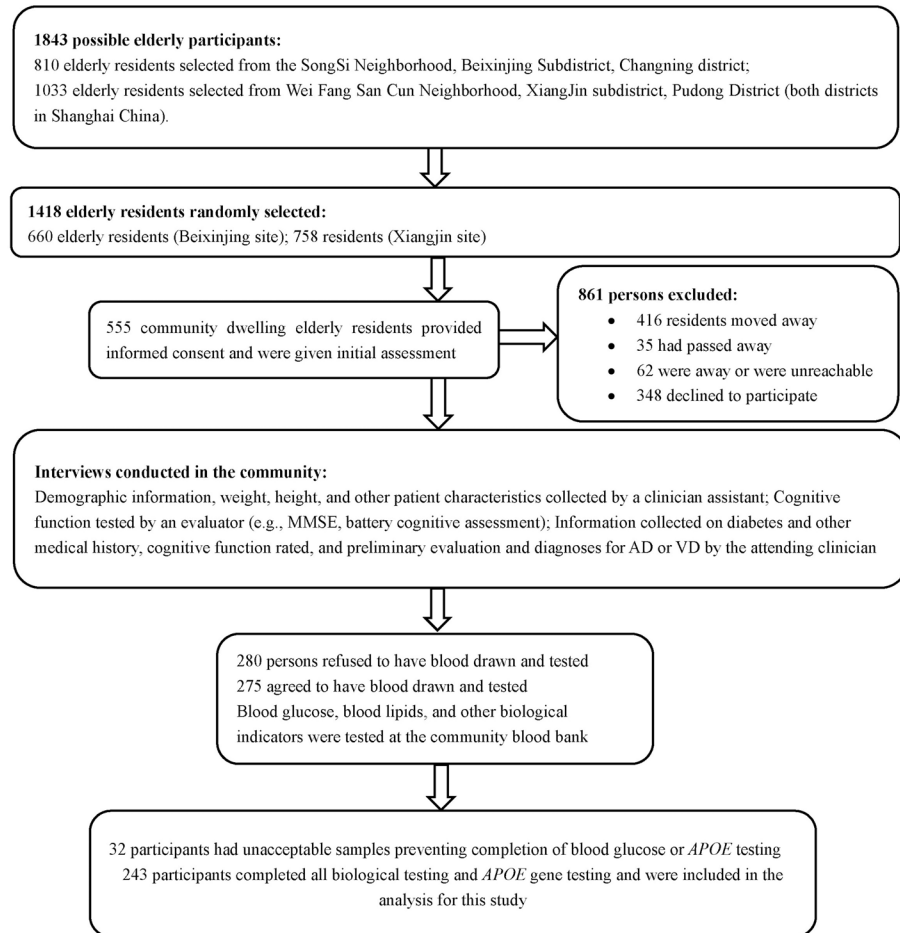 1843 possible elderly participants:
810 elderly residents selected from the SongSi Neighborhood, Beixinjing Subdistrict, Changning district;
1033 elderly residents selected from Wei Fang San Cun Neighborhood, XiangJin subdistrict, Pudong District (both districts
in Shanghai China).
1418 elderly residents randomly selected:
660 elderly residents (Beixinjing site); 758 residents (Xiangjin site)
555 community dwelling elderly residents provided
informed consent and were given initial assessment
861 persons excluded:
• 416 residents moved away
• 35 had passed away
• 62 were away or were unreachable
• 348 declined to participate
Interviews conducted in the community:
Demographic information, weight, height, and other patient characteristics collected by a clinician assistant; Cognitive
function tested by an evaluator (e.g., MMSE, battery cognitive assessment); Information collected on diabetes and other
medical history, cognitive function rated, and preliminary evaluation and diagnoses for AD or VD by the attending clinician
280 persons refused to have blood drawn and tested
275 agreed to have blood drawn and tested
Blood glucose, blood lipids, and other biological
indicators were tested at the community blood bank
32 participants had unacceptable samples preventing completion of blood glucose or APOE testing
243 participants completed all biological testing and APOE gene testing and were included in the
analysis for this study